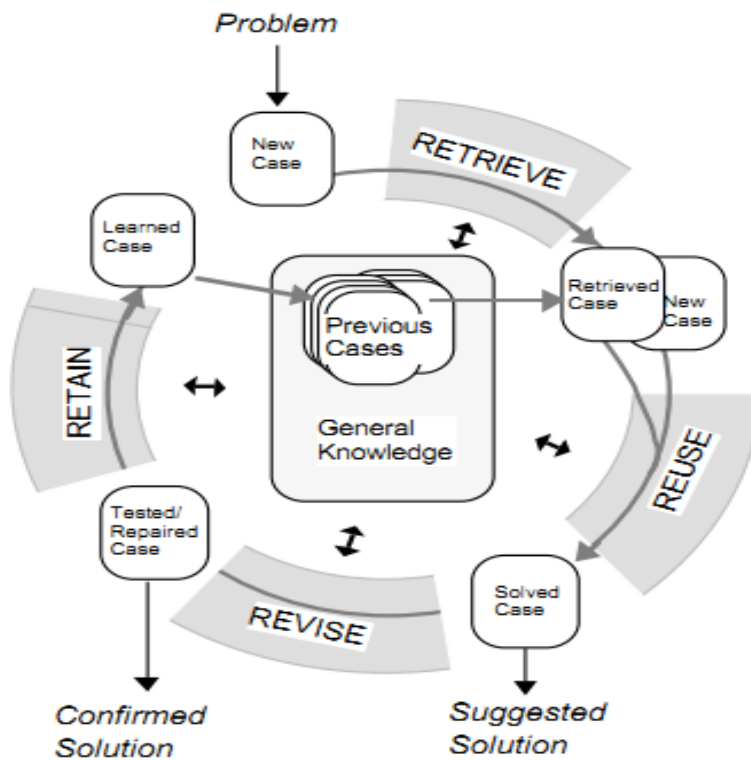 Problem
New
Case
RETRIEVE
Learned
Case
Retrieved
Case
New
Case
Previous
Cases
General
Knowledge
RETAIN
REUSE
Tested/
Repaired
Case
REVISE
Solved
Case
Confirmed
Solution
Suggested
Solution